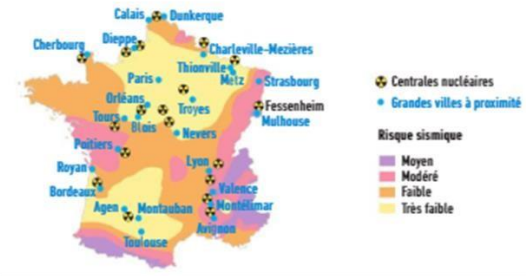 Calais
Dunkerque
Dieppe
Cherbourg
Charleville-Mezières
Thionville
Metz
Paris
Strasbourg
Orléans
Troyes
Fessenheim
Tours
Blois
Mulhouse
Nevers
Poitiers
Royan
Lyon
Bordeaux
Valence
Agen
Montauban
Montélimar
Toulouse
Avignon
Centrales nucléaires
Grandes villes à proximité
Risque sismique
Moyen
Modéré
Faible
Très faible